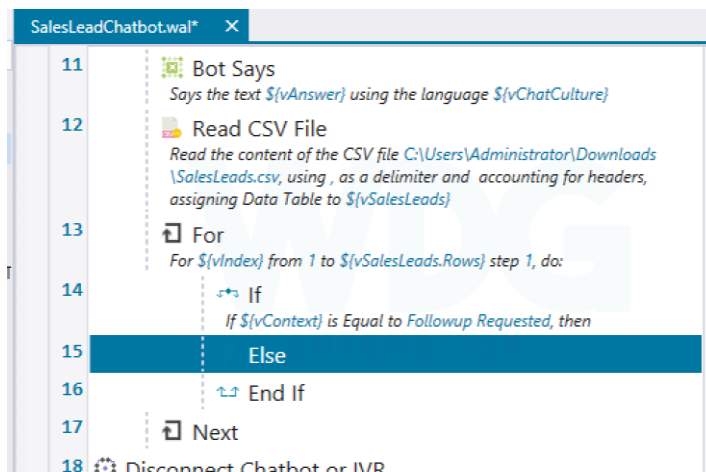 SalesLeadChatbot.wal* ×
11 Bot Says
Says the text ${vAnswer} using the language ${vChatCulture}
12 Read CSV File
Read the content of the CSV file C:\Users\Administrator\Downloads
\SalesLeads.csv, using , as a delimiter and accounting for headers,
assigning Data Table to ${vSalesLeads}
13 For
For ${vIndex} from 1 to ${vSalesLeads.Rows} step 1, do:
14 If
If ${vContext} is Equal to Followup Requested, then
15 Else
16 End If
17 Next
18 Disconnect Chatbot or IVR
WDG